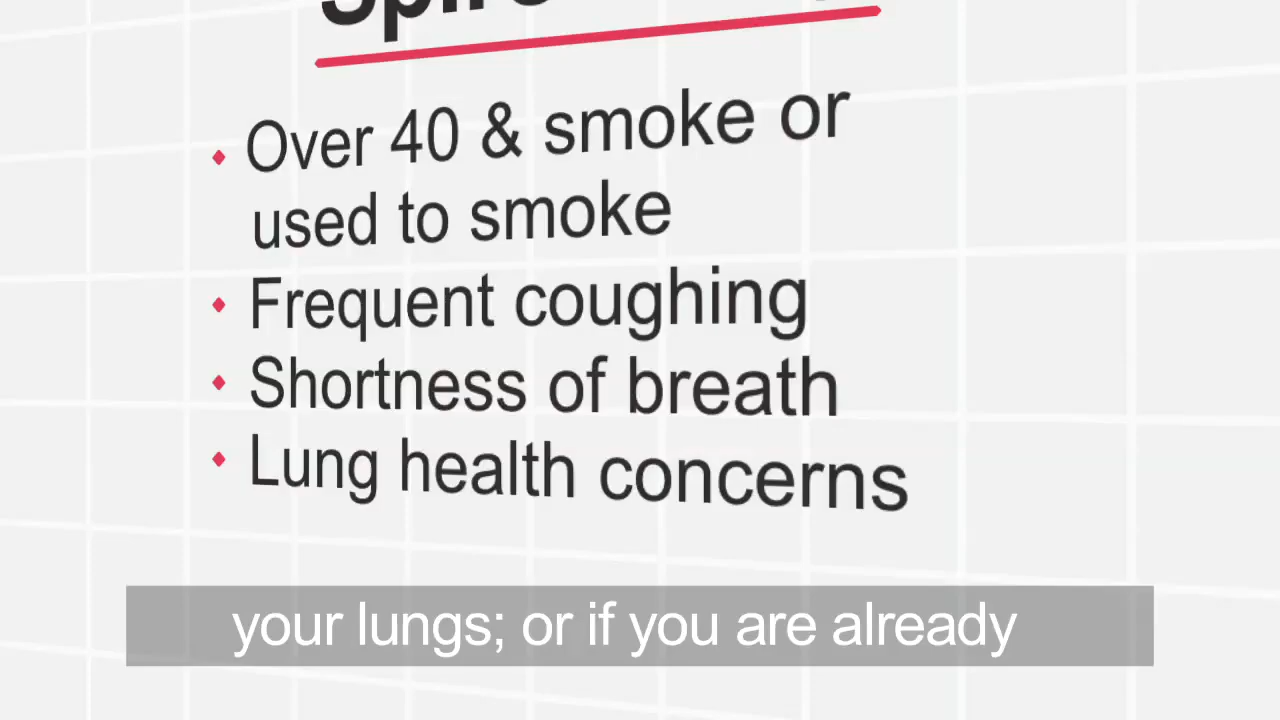 Over 40 & smoke or
used to smoke
Frequent coughing
Shortness of breath
Lung health concerns
your lungs; or if you are already